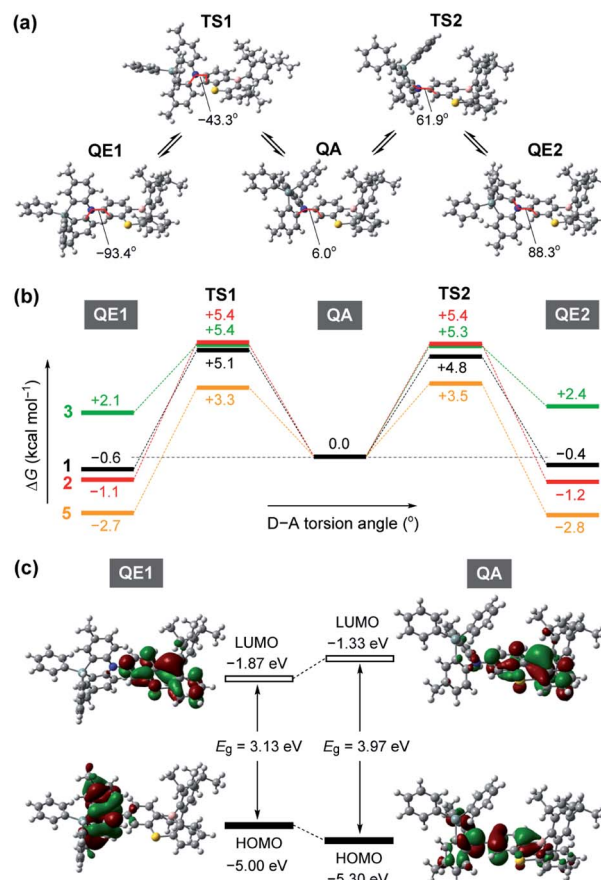 (a)
TS1
TS2
−43.3°
61.9°
QE1
QA
QE2
−93.4°
6.0°
88.3°
(b)
QE1
TS1
QA
TS2
QE2
+5.4
+5.4
+5.4
+5.3
+5.1
+4.8
+3.3
+3.5
3
+2.1
+2.4
0.0
1
−0.6
−0.4
2
−1.1
−1.2
5
−2.7
−2.8
ΔG (kcal mol⁻¹)
D−A torsion angle (°)
(c)
QE1
QA
LUMO
−1.87 eV
LUMO
−1.33 eV
Eg = 3.13 eV
Eg = 3.97 eV
HOMO
−5.00 eV
HOMO
−5.30 eV